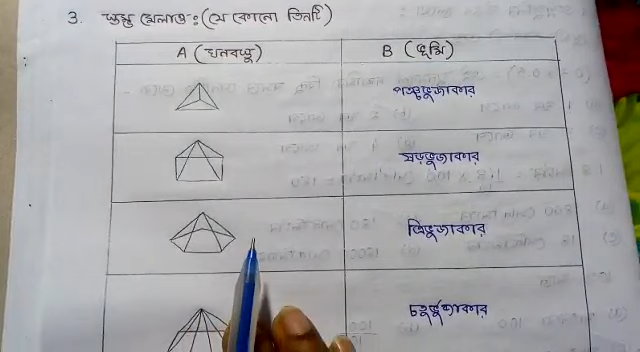 3. স্তম্ভ মেলাও : (যে কোনো তিনটি)
A (ঘনবস্তু) B (ভূমি)
পঞ্চভুজাকার
ষড়ভুজাকার
ত্রিভুজাকার
চতুর্ভুজাকার